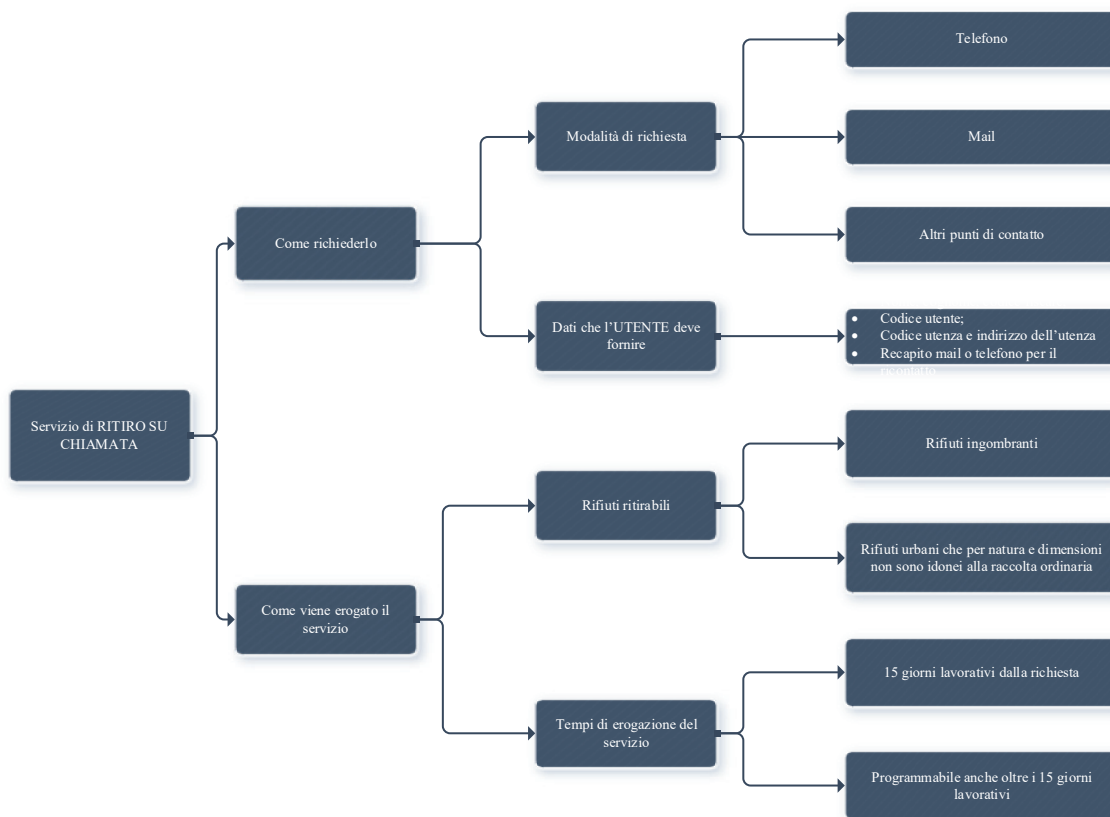 Telefono
Mail
Altri punti di contatto
Modalità di richiesta
Come richiederlo
Dati che l’UTENTE deve
fornire
• Codice utente;
• Codice utenza e indirizzo dell’utenza
• Recapito mail o telefono per il
ricontatto
Servizio di RITIRO SU
CHIAMATA
Rifiuti ingombranti
Rifiuti ritirabili
Rifiuti urbani che per natura e dimensioni
non sono idonei alla raccolta ordinaria
Come viene erogato il
servizio
15 giorni lavorativi dalla richiesta
Tempi di erogazione del
servizio
Programmabile anche oltre i 15 giorni
lavorativi